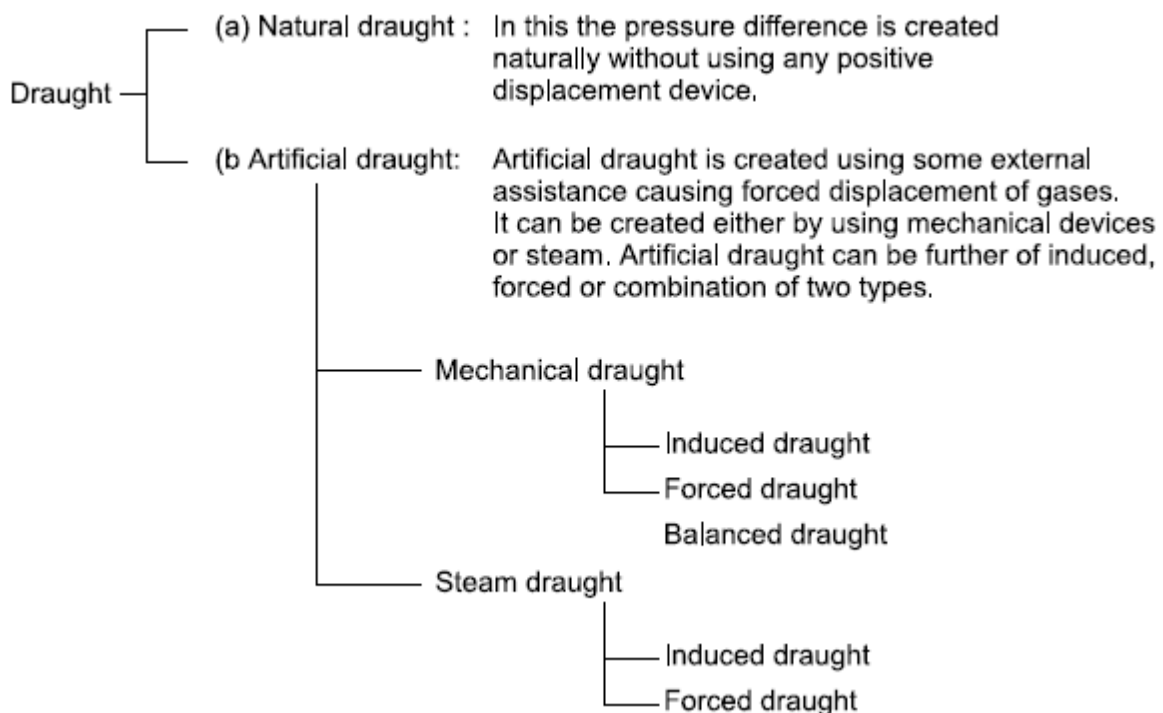 (a) Natural draught : In this the pressure difference is created
naturally without using any positive
displacement device.
Draught
(b Artificial draught: Artificial draught is created using some external
assistance causing forced displacement of gases.
It can be created either by using mechanical devices
or steam. Artificial draught can be further of induced,
forced or combination of two types.
Mechanical draught
Induced draught
Forced draught
Balanced draught
Steam draught
Induced draught
Forced draught